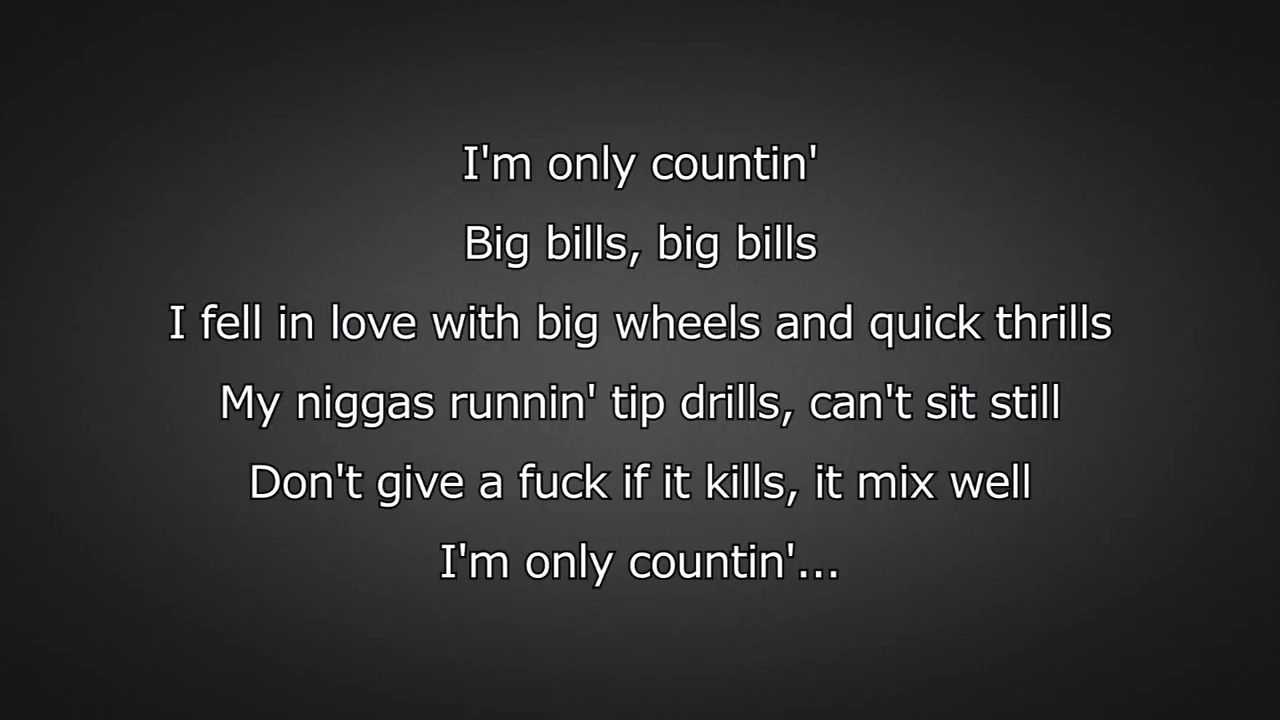 I'm only countin'
Big bills, big bills
I fell in love with big wheels and quick thrills
My niggas runnin' tip drills, can't sit still
Don't give a fuck if it kills, it mix well
I'm only countin'...